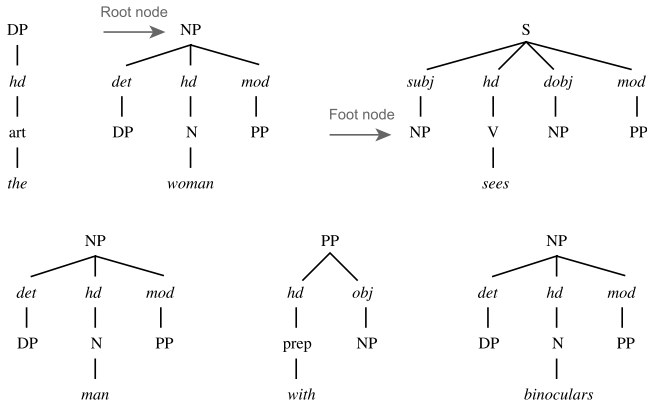 Root node
DP NP S
hd det hd mod subj hd dobj mod
Foot node
art DP N PP NP V NP PP
the woman sees
NP PP NP
det hd mod hd obj det hd mod
DP N PP prep NP DP N PP
man with binoculars